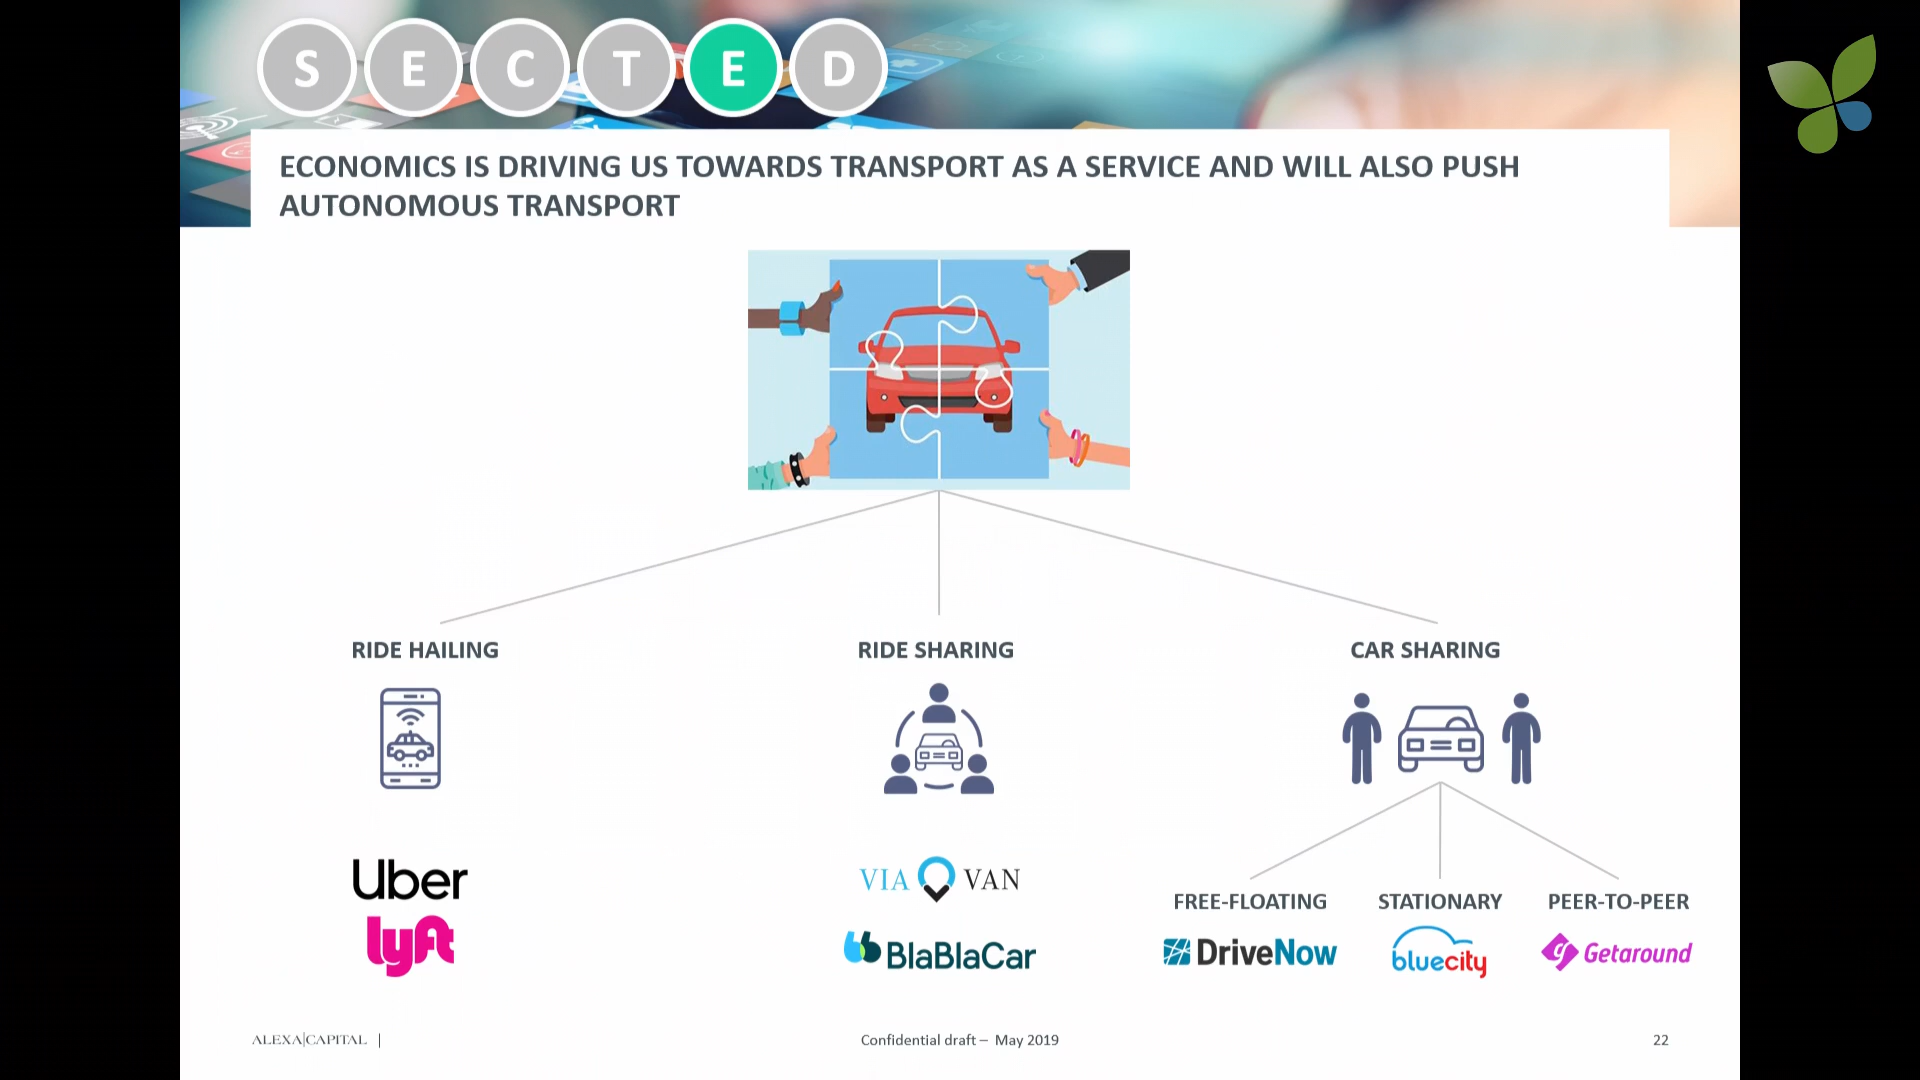 S E C T E D
ECONOMICS IS DRIVING US TOWARDS TRANSPORT AS A SERVICE AND WILL ALSO PUSH
AUTONOMOUS TRANSPORT
RIDE HAILING
RIDE SHARING
CAR SHARING
Uber
lyft
VIA VAN
BlaBlaCar
FREE-FLOATING
STATIONARY
PEER-TO-PEER
DriveNow
bluecity
Getaround
ALEXA|CAPITAL |
Confidential draft – May 2019
22